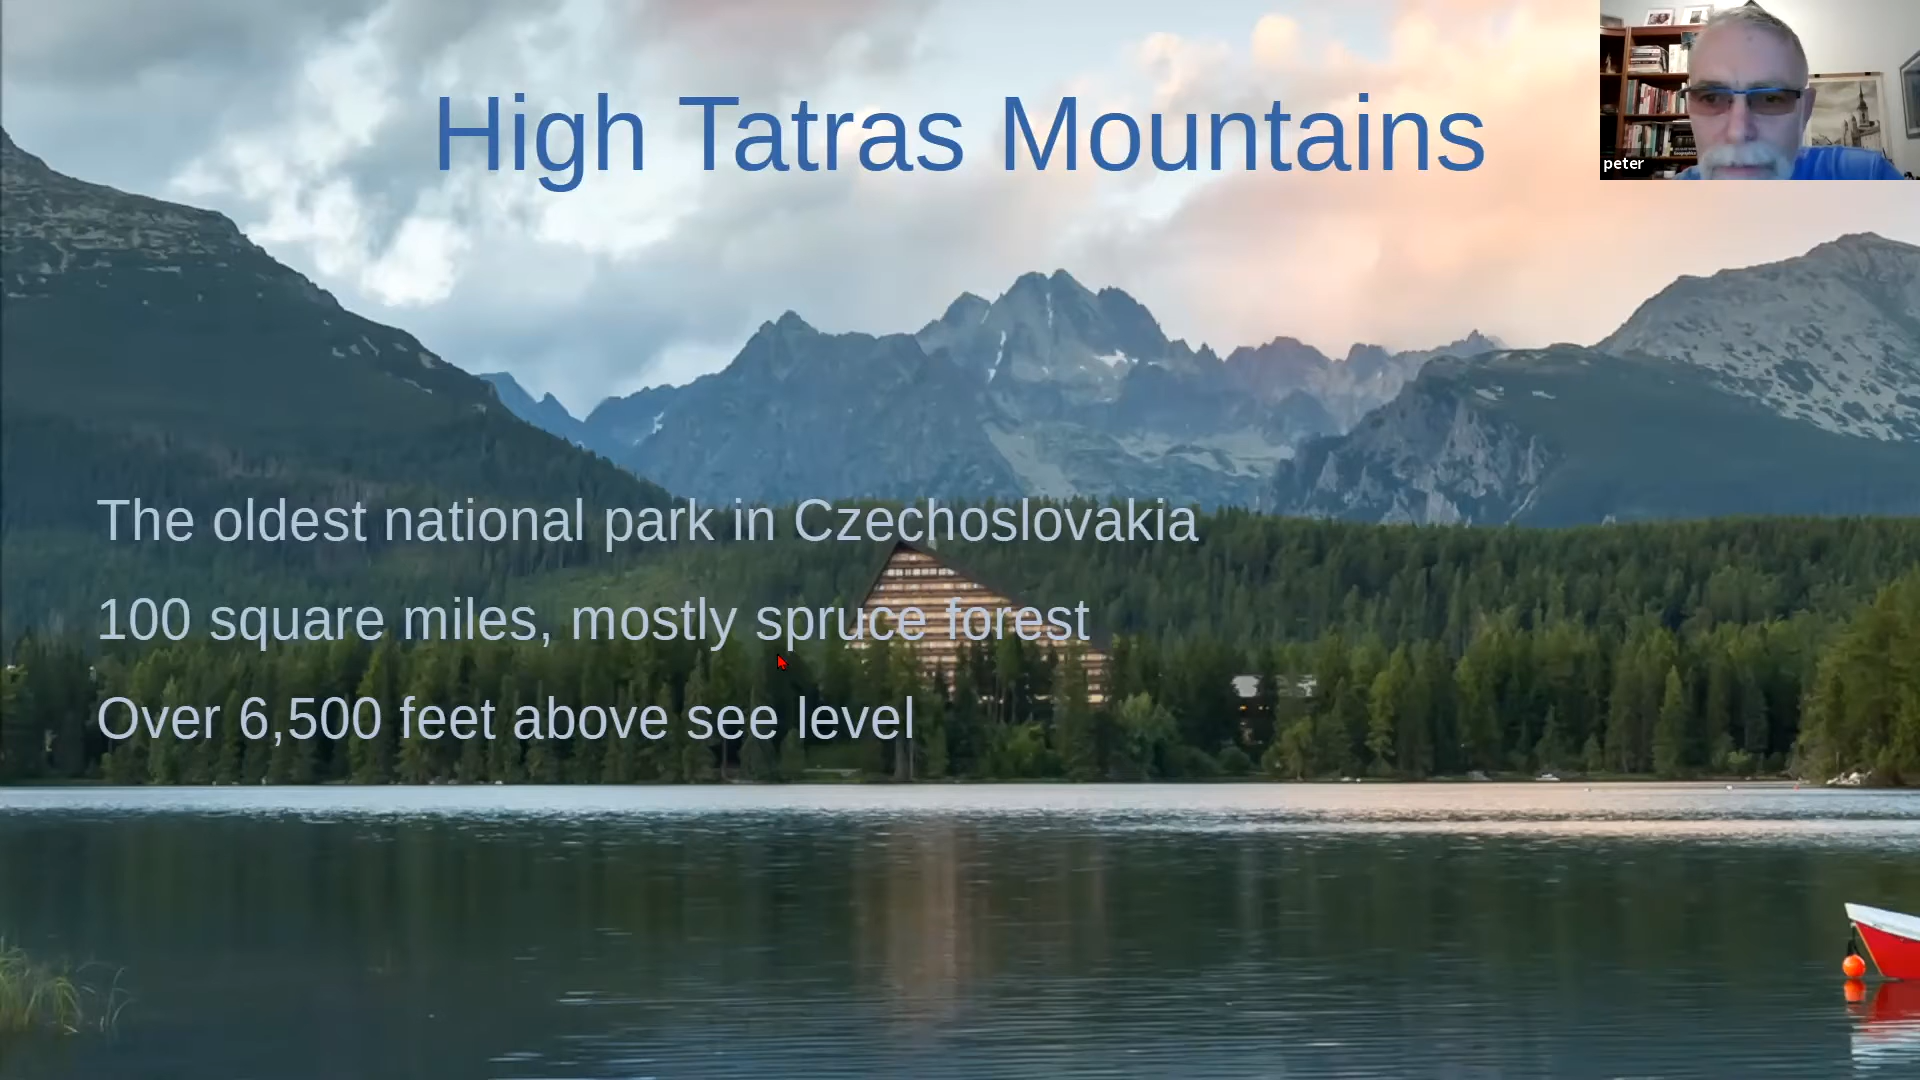 High Tatras Mountains
peter
The oldest national park in Czechoslovakia
100 square miles, mostly spruce forest
Over 6,500 feet above see level